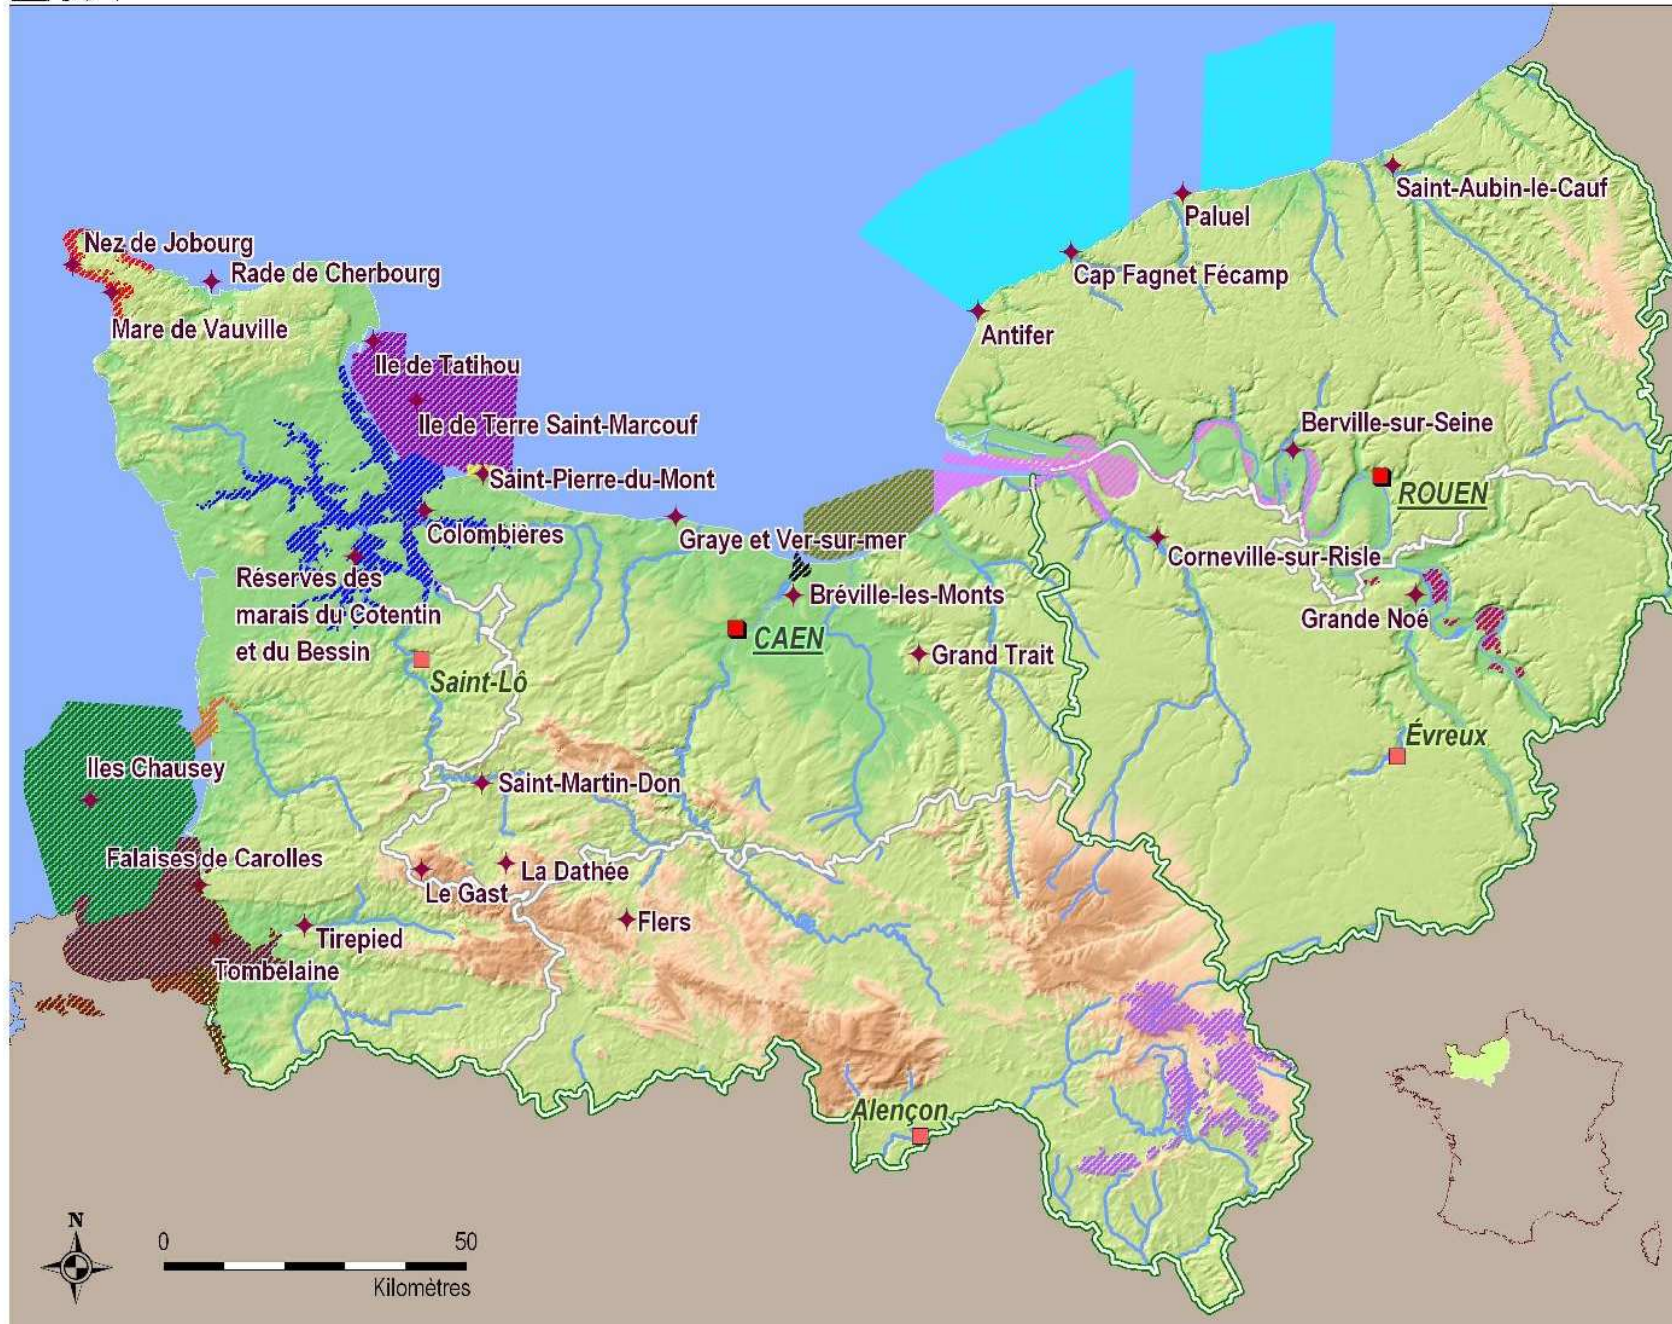 Saint-Aubin-le-Cauf
Paluel
Nez de Jobourg
Rade de Cherbourg
Cap Fagnet Fécamp
Mare de Vauville
Antifer
Ile de Tatihou
Ile de Terre Saint-Marcouf
Berville-sur-Seine
Saint-Pierre-du-Mont
ROUEN
Colombières
Graye et Ver-sur-mer
Corneville-sur-Risle
Réserves des
marais du Cotentin
et du Bessin
Bréville-les-Monts
Grande Noé
CAEN
Grand Trait
Saint-Lô
Évreux
Iles Chausey
Saint-Martin-Don
Falaises de Carolles
La Dathée
Le Gast
Flers
Tirepied
Tombelaine
Alençon
N
0 50
Kilomètres